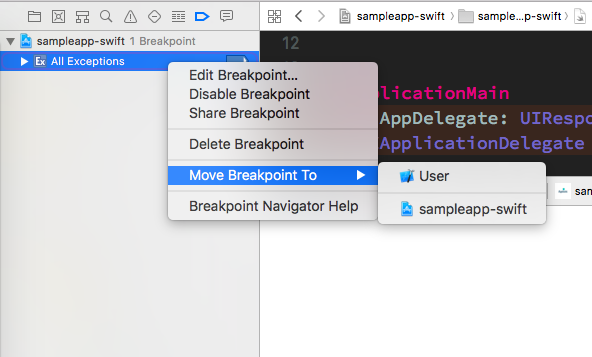 sampleapp-swift 1 Breakpoint
Ex All Exceptions
sampleapp-swift sample...p-swift
12
licationMain
AppDelegate: UIRespo
ApplicationDelegate
Edit Breakpoint...
Disable Breakpoint
Share Breakpoint
Delete Breakpoint
Move Breakpoint To
Breakpoint Navigator Help
User
sampleapp-swift
sam